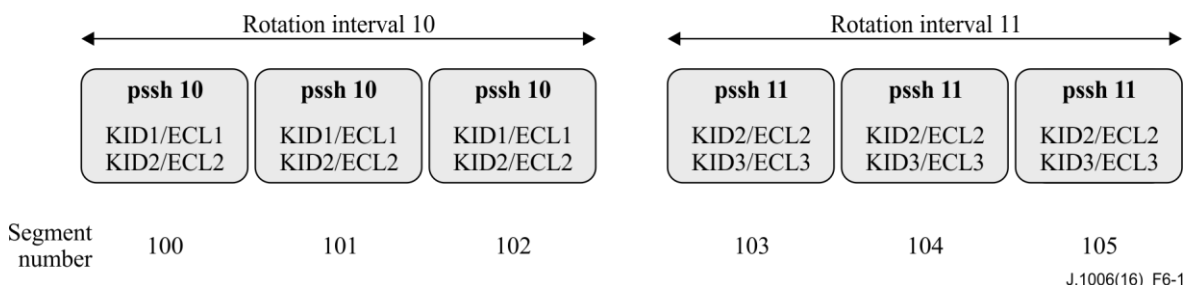 Rotation interval 10
Rotation interval 11
pssh 10
pssh 10
pssh 10
pssh 11
pssh 11
pssh 11
KID1/ECL1
KID1/ECL1
KID1/ECL1
KID2/ECL2
KID2/ECL2
KID2/ECL2
KID2/ECL2
KID2/ECL2
KID2/ECL2
KID3/ECL3
KID3/ECL3
KID3/ECL3
Segment
number
100
101
102
103
104
105
J.1006(16)_F6-1